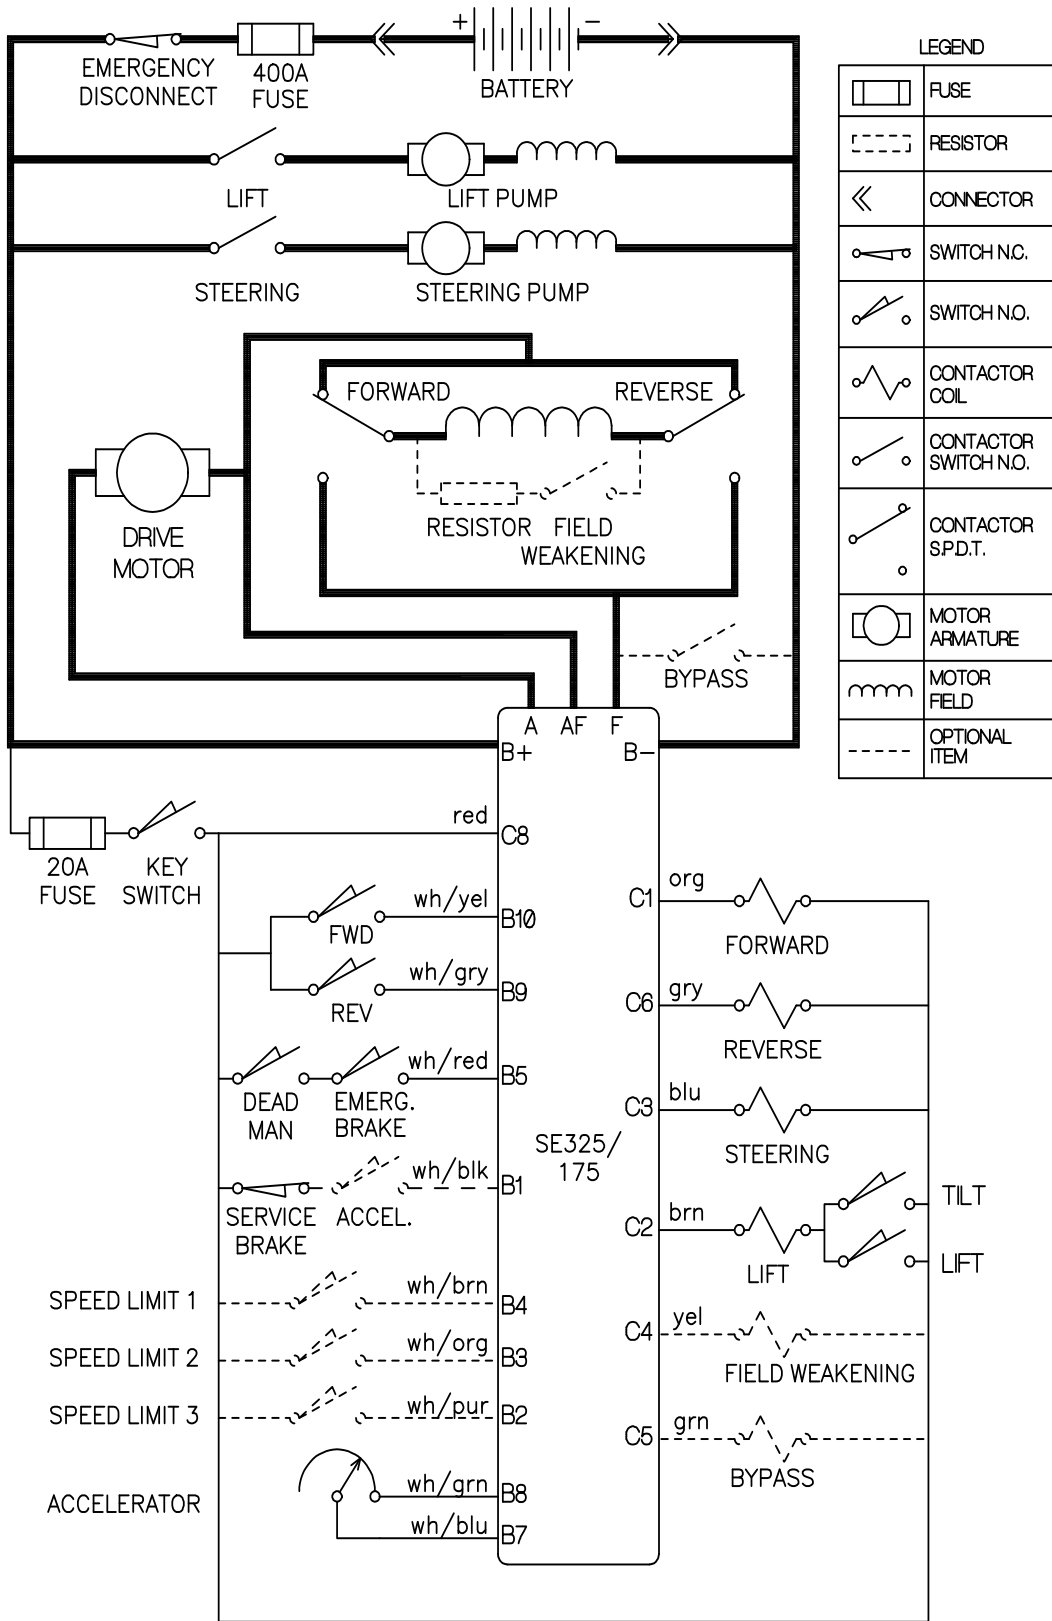 + -
EMERGENCY
DISCONNECT
400A
FUSE
BATTERY
LIFT
LIFT PUMP
STEERING
STEERING PUMP
FORWARD
REVERSE
DRIVE
MOTOR
RESISTOR
FIELD
WEAKENING
BYPASS
A AF F
B+ B-
LEGEND
FUSE
RESISTOR
CONNECTOR
SWITCH N.C.
SWITCH N.O.
CONTACTOR
COIL
CONTACTOR
SWITCH N.O.
CONTACTOR
S.P.D.T.
MOTOR
ARMATURE
MOTOR
FIELD
OPTIONAL
ITEM
20A
FUSE
KEY
SWITCH
red
C8
FWD
wh/yel
B10
REV
wh/gry
B9
DEAD
MAN
EMERG.
BRAKE
wh/red
B5
SERVICE
BRAKE
ACCEL.
wh/blk
B1
SPEED LIMIT 1
wh/brn
B4
SPEED LIMIT 2
wh/org
B3
SPEED LIMIT 3
wh/pur
B2
ACCELERATOR
wh/grn
B8
wh/blu
B7
SE325/
175
C1
org
FORWARD
C6
gry
REVERSE
C3
blu
STEERING
C2
brn
LIFT
TILT
LIFT
C4
yel
FIELD WEAKENING
C5
grn
BYPASS